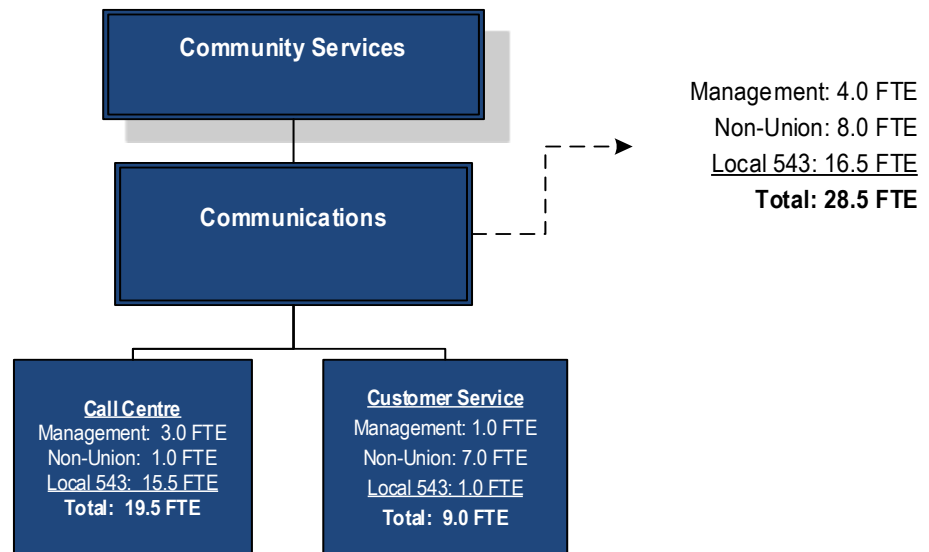 Community Services
Management: 4.0 FTE
Non-Union: 8.0 FTE
Local 543: 16.5 FTE
Total: 28.5 FTE
Communications
Call Centre
Management:  3.0 FTE
Non-Union: 1.0 FTE
Local 543:  15.5 FTE
Total:  19.5 FTE
Customer Service
Management: 1.0 FTE
Non-Union: 7.0 FTE
Local 543: 1.0 FTE
Total:  9.0 FTE